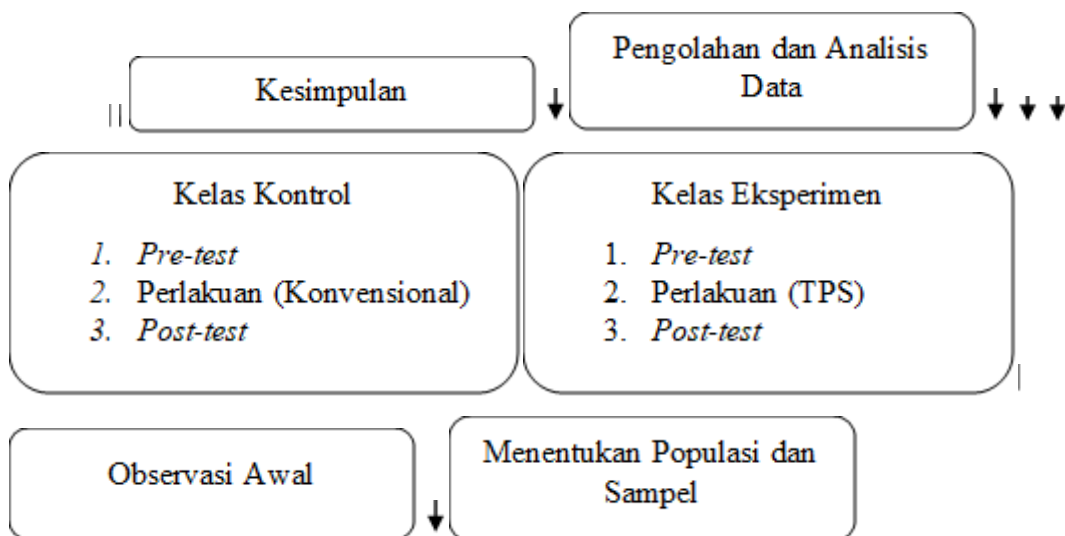 Kesimpulan
Pengolahan dan Analisis
Data
Kelas Kontrol
1. Pre-test
2. Perlakuan (Konvensional)
3. Post-test
Kelas Eksperimen
1. Pre-test
2. Perlakuan (TPS)
3. Post-test
Observasi Awal
Menentukan Populasi dan
Sampel